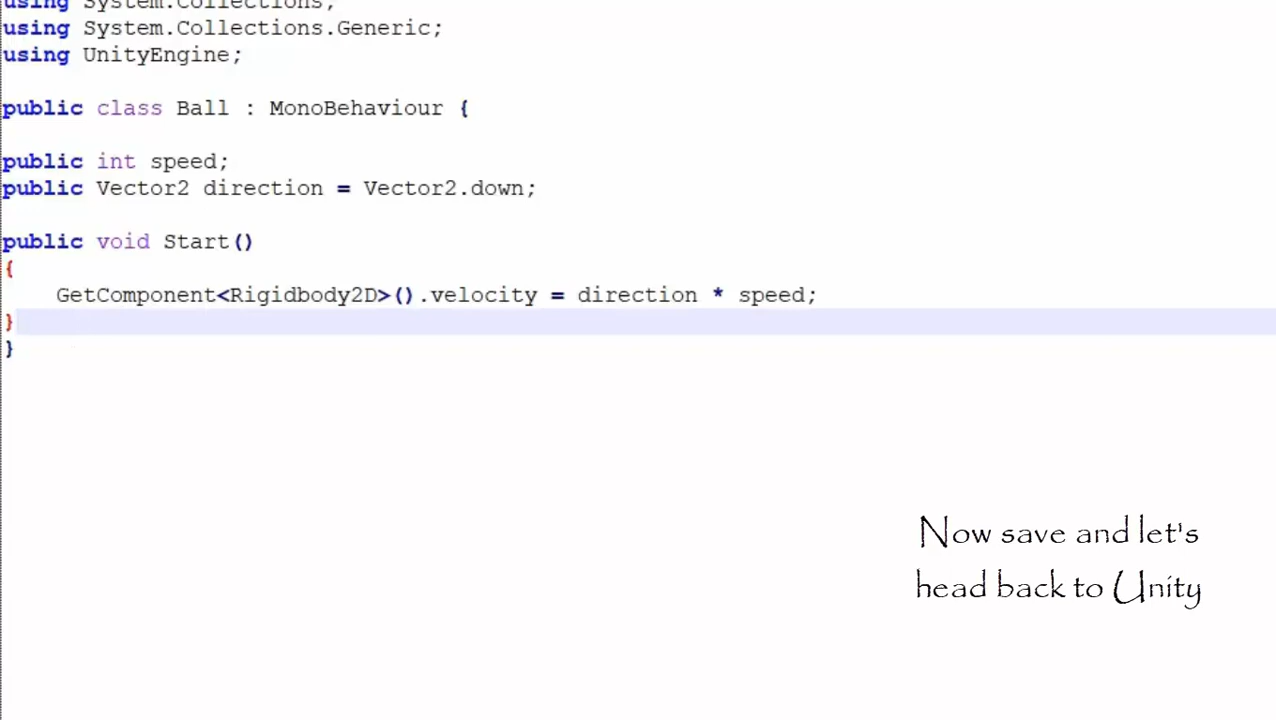 using System.Collections;
using System.Collections.Generic;
using UnityEngine;
public class Ball : MonoBehaviour {
public int speed;
public Vector2 direction = Vector2.down;
public void Start()
{
GetComponent<Rigidbody2D>().velocity = direction * speed;
}
}
Now save and let's
head back to Unity